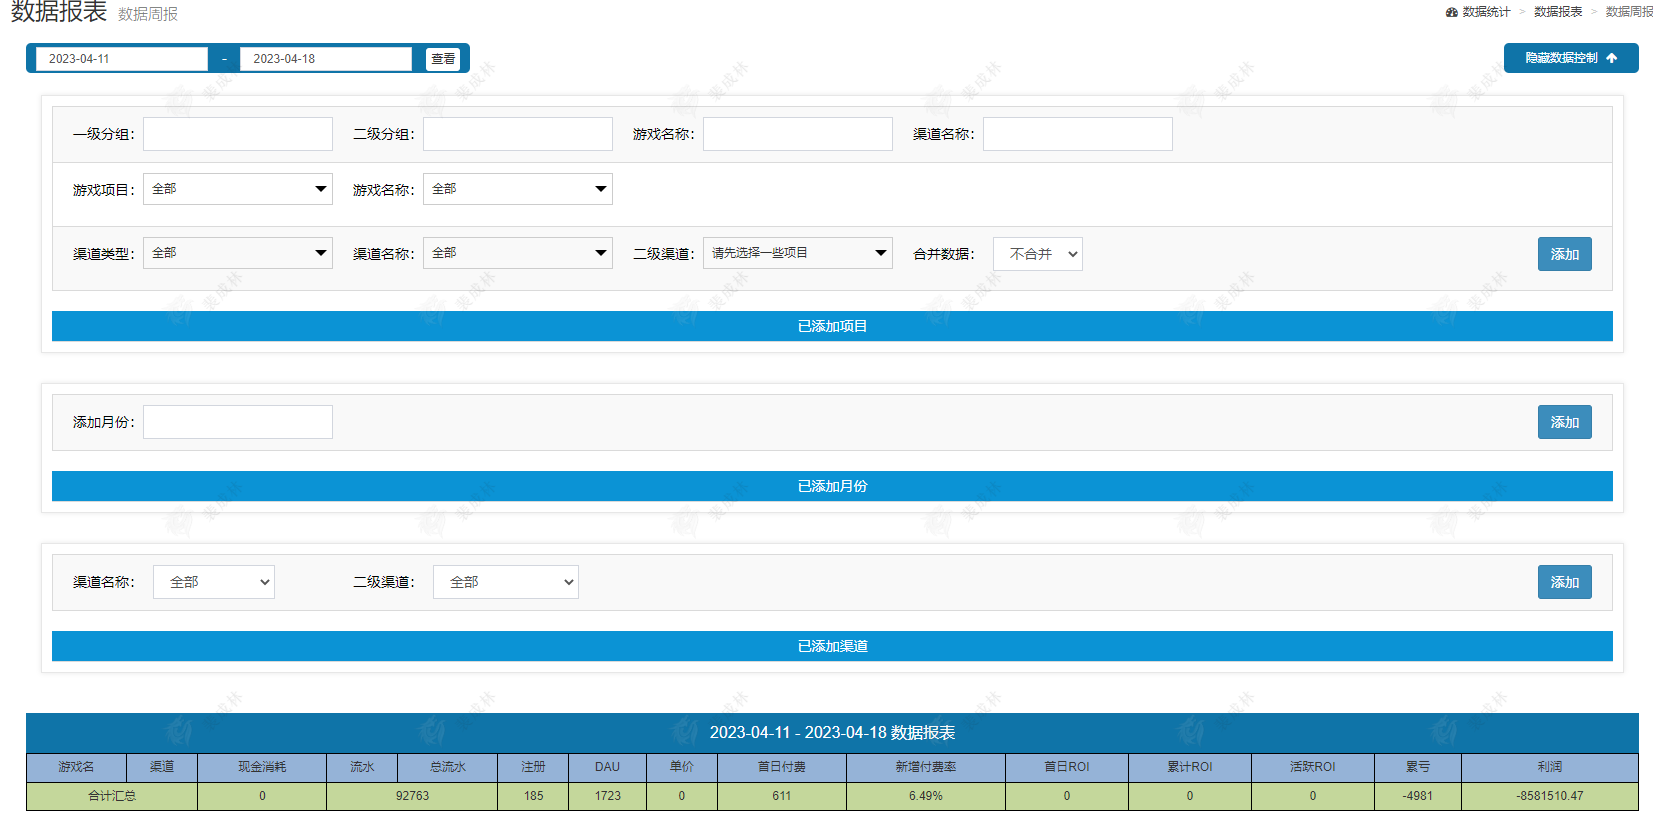 数据报表 数据周报
数据统计 > 数据报表 > 数据周报
2023-04-11 - 2023-04-18 查看
隐藏数据控制
一级分组： 二级分组： 游戏名称： 渠道名称：
游戏项目： 全部 游戏名称： 全部
渠道类型： 全部 渠道名称： 全部 二级渠道： 请先选择一些项目 合并数据： 不合并 添加
已添加项目
添加月份： 添加
已添加月份
渠道名称： 全部 二级渠道： 全部 添加
已添加渠道
2023-04-11 - 2023-04-18 数据报表
游戏名 渠道 现金消耗 流水 总流水 注册 DAU 单价 首日付费 新增付费率 首日ROI 累计ROI 活跃ROI 累亏 利润
合计汇总 0 92763 185 1723 0 611 6.49% 0 0 0 -4981 -8581510.47
裴成林